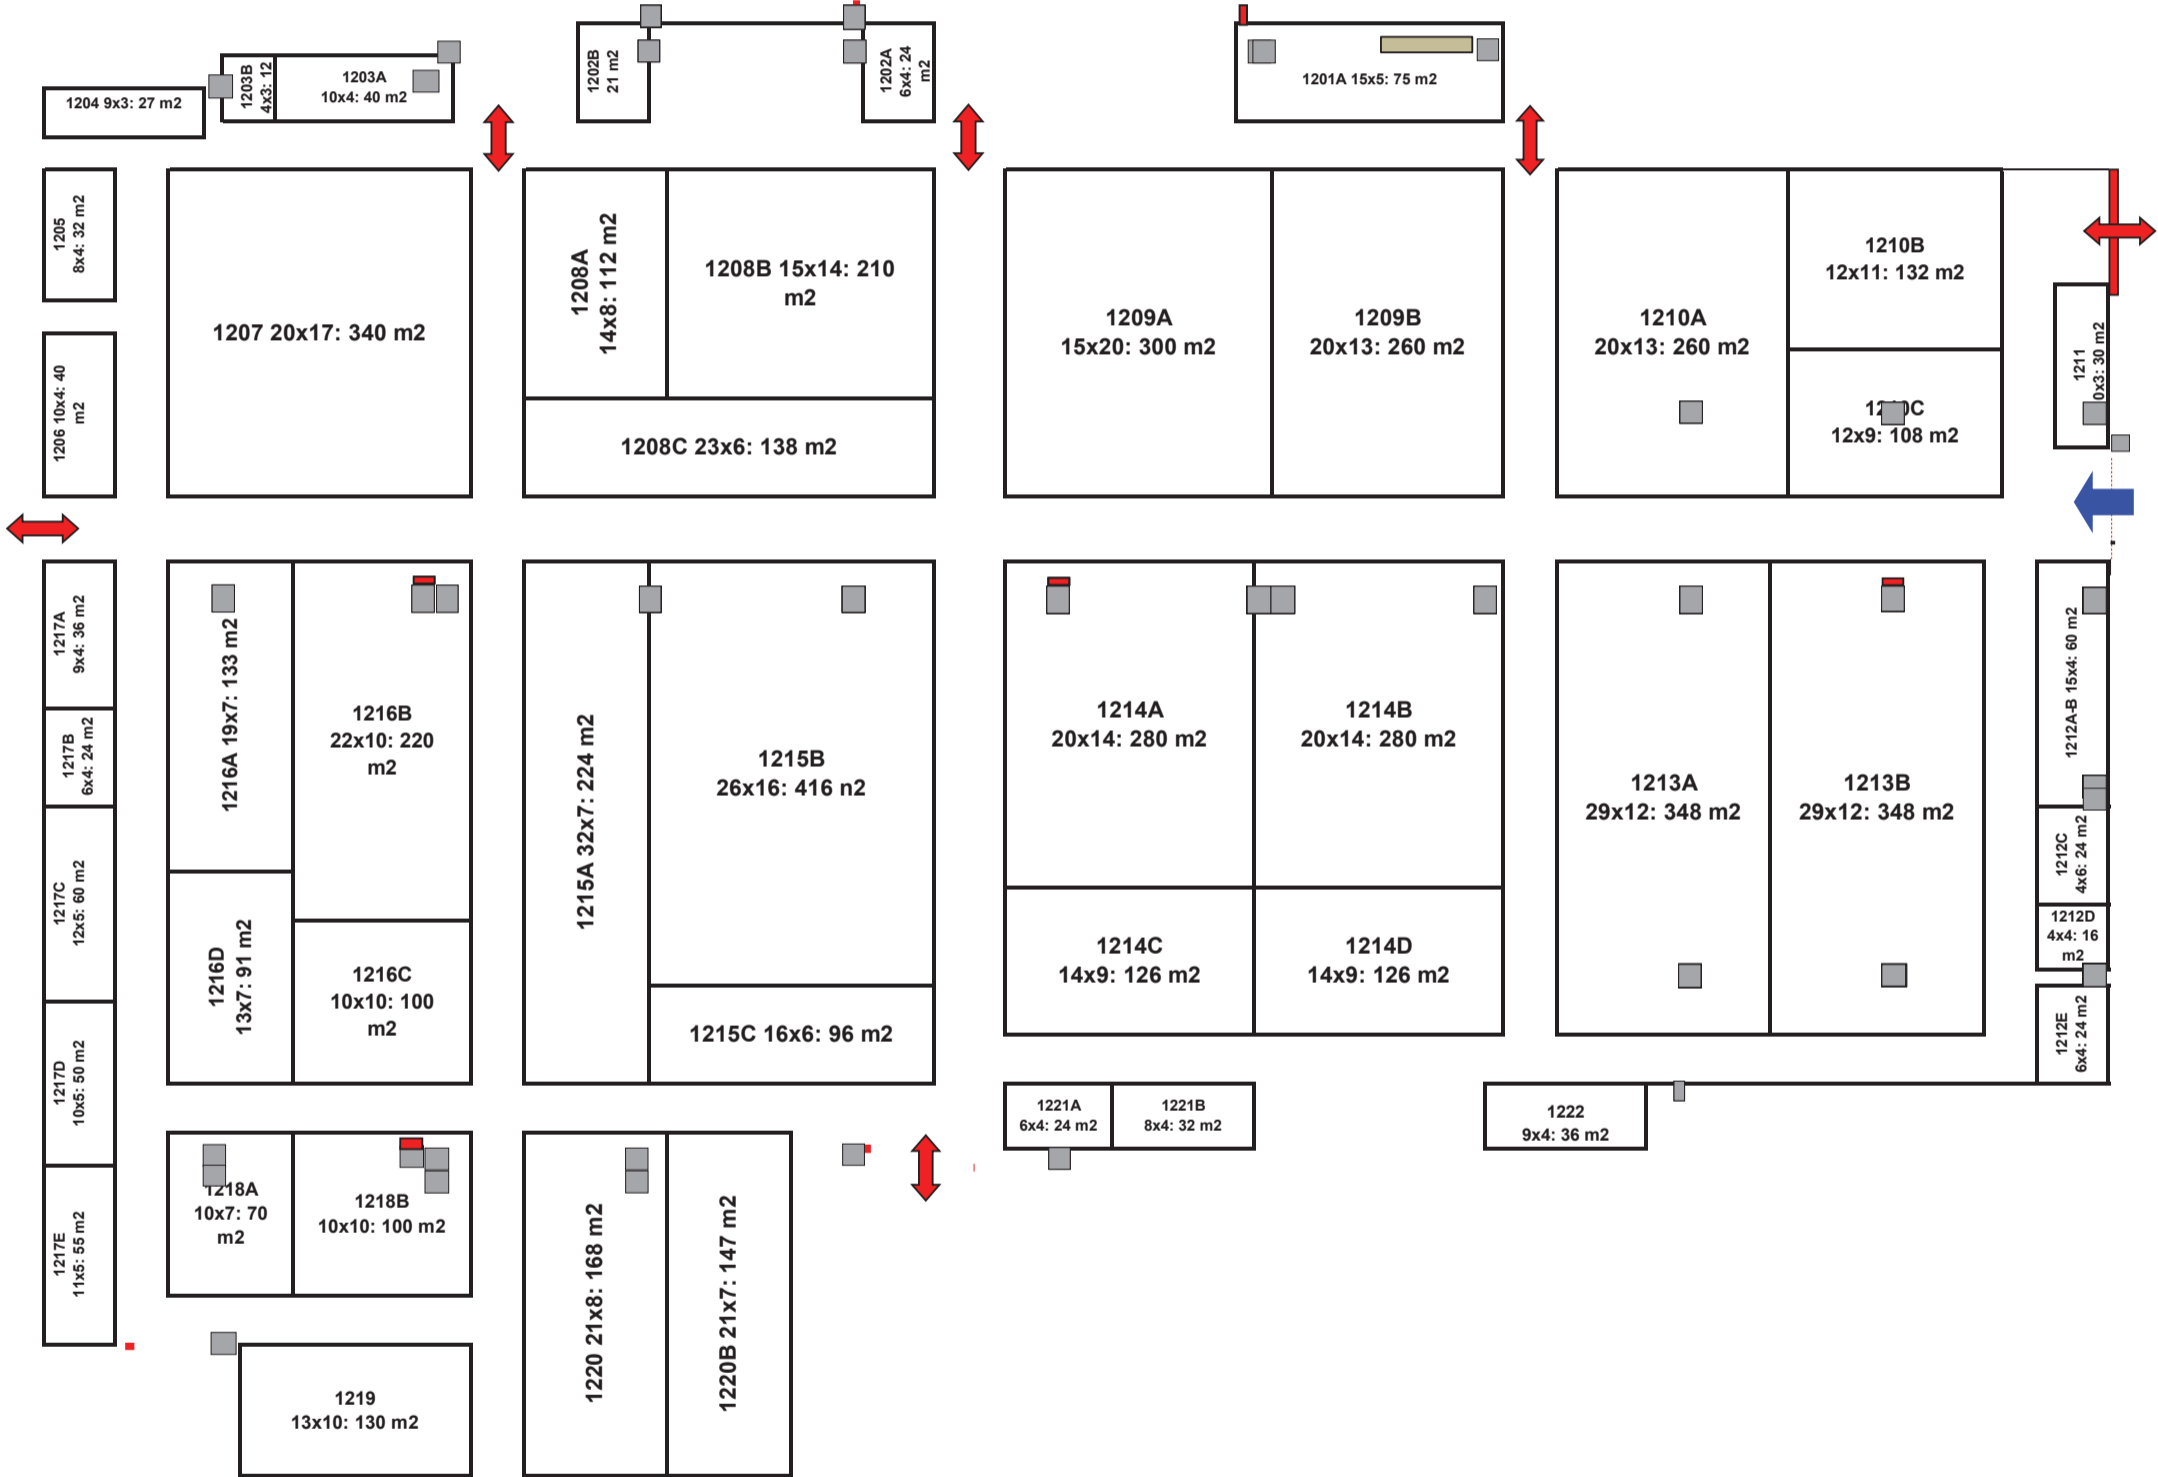 1204 9x3: 27 m2
1203B
4x3: 12
1203A
10x4: 40 m2
1202B
21 m2
1202A
6x4: 24
m2
1201A 15x5: 75 m2
1205
8x4: 32 m2
1206 10x4: 40
m2
1207 20x17: 340 m2
1208A
14x8: 112 m2
1208B 15x14: 210
m2
1208C 23x6: 138 m2
1209A
15x20: 300 m2
1209B
20x13: 260 m2
1210A
20x13: 260 m2
1210B
12x11: 132 m2
1210C
12x9: 108 m2
1211
0x3: 30 m2
1217A
9x4: 36 m2
1217B
6x4: 24 m2
1217C
12x5: 60 m2
1217D
10x5: 50 m2
1217E
11x5: 55 m2
1216A 19x7: 133 m2
1216B
22x10: 220
m2
1216D
13x7: 91 m2
1216C
10x10: 100
m2
1215A 32x7: 224 m2
1215B
26x16: 416 n2
1215C 16x6: 96 m2
1214A
20x14: 280 m2
1214B
20x14: 280 m2
1214C
14x9: 126 m2
1214D
14x9: 126 m2
1213A
29x12: 348 m2
1213B
29x12: 348 m2
1212A-B 15x4: 60 m2
1212C
4x6: 24 m2
1212D
4x4: 16
m2
1212E
6x4: 24 m2
1218A
10x7: 70
m2
1218B
10x10: 100 m2
1219
13x10: 130 m2
1220 21x8: 168 m2
1220B 21x7: 147 m2
1221A
6x4: 24 m2
1221B
8x4: 32 m2
1222
9x4: 36 m2